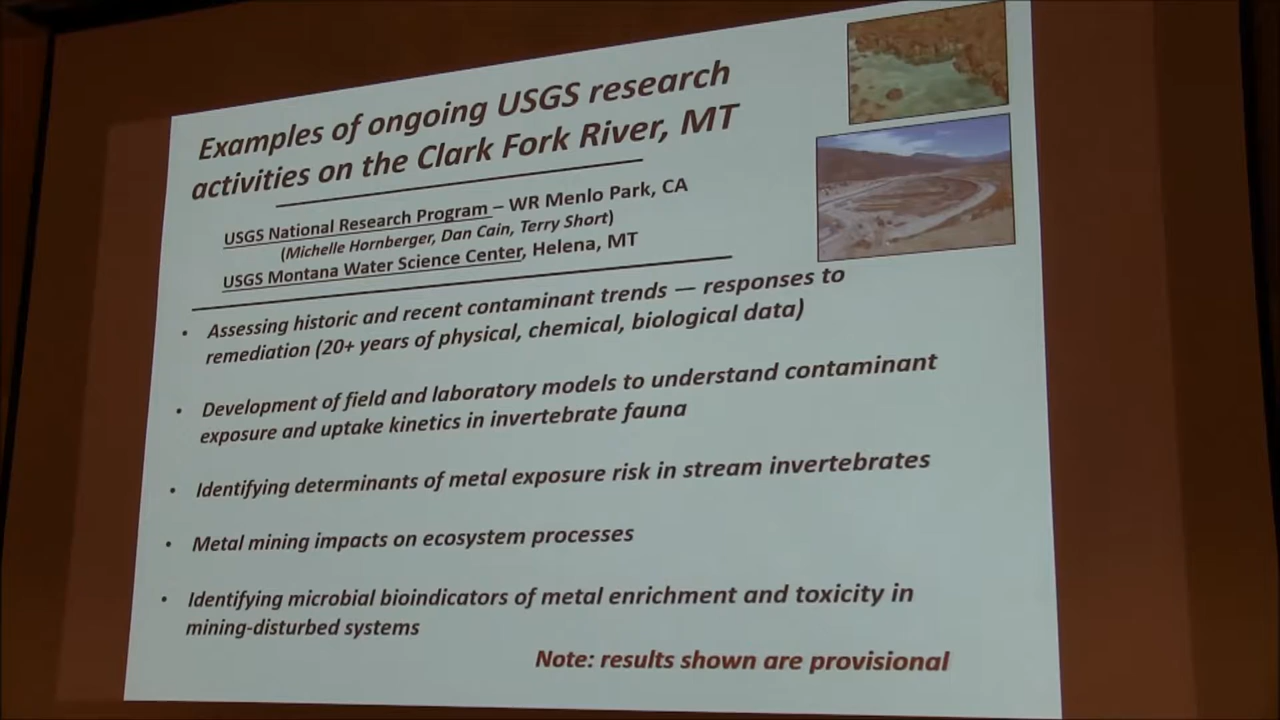 Examples of ongoing USGS research
activities on the Clark Fork River, MT
USGS National Research Program – WR Menlo Park, CA
(Michelle Hornberger, Dan Cain, Terry Short)
USGS Montana Water Science Center, Helena, MT
• Assessing historic and recent contaminant trends — responses to
remediation (20+ years of physical, chemical, biological data)
• Development of field and laboratory models to understand contaminant
exposure and uptake kinetics in invertebrate fauna
• Identifying determinants of metal exposure risk in stream invertebrates
• Metal mining impacts on ecosystem processes
• Identifying microbial bioindicators of metal enrichment and toxicity in
mining-disturbed systems
Note: results shown are provisional